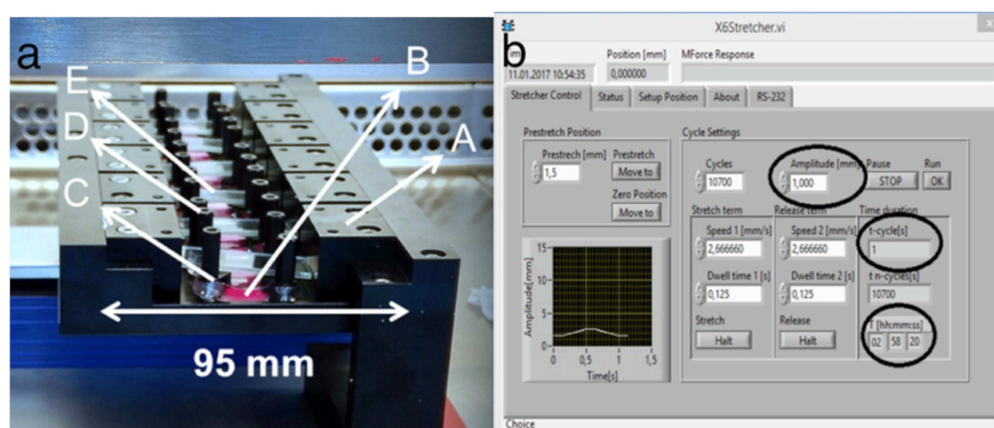 a
E
D
C
B
A
95 mm
b
X6Stretcher.vi
Position [mm]
MForce Response
11.01.2017 10:54:35
0,000000
Stretcher Control
Status
Setup Position
About
RS-232
Prestretch Position
Prestrech [mm]
Prestretch
1,5
Move to
Zero Position
Move to
Cycle Settings
Cycles
Amplitude [mm]
Pause
Run
10700
1,000
STOP
OK
Stretch term
Release term
Time duration
Speed 1 [mm/s]
Speed 2 [mm/s]
t-cycle[s]
2,666660
2,666660
1
Dwell time 1 [s]
Dwell time 2 [s]
t n-cycles[s]
0,125
0,125
10700
Stretch
Release
T [hh:mm:ss]
Halt
Halt
02 58 20
Amplitude[mm]
15-
10-
5-
0-
0 0,5 1 1,5
Time[s]
Choice